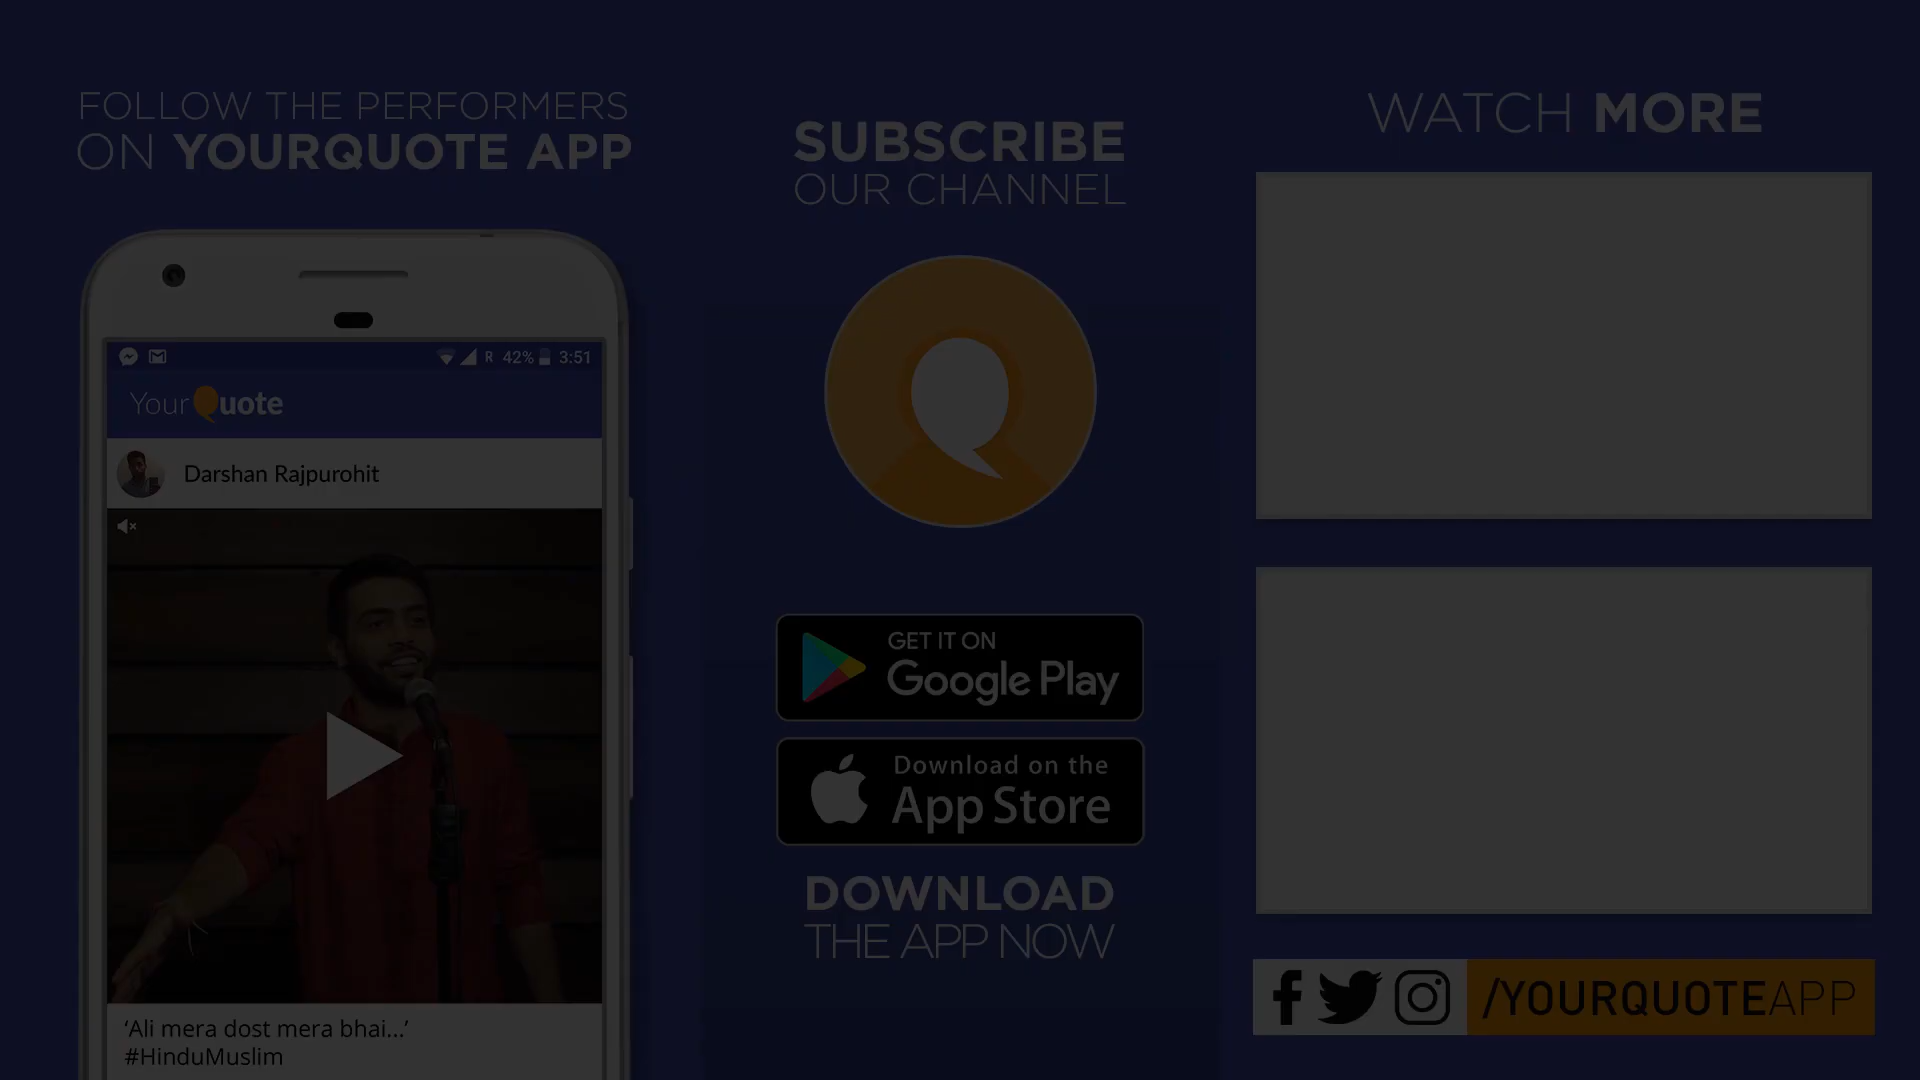 FOLLOW THE PERFORMERS
ON YOURQUOTE APP
R 42% 3:51
YourQuote
Darshan Rajpurohit
‘Ali mera dost mera bhai...’
#HinduMuslim
SUBSCRIBE
OUR CHANNEL
GET IT ON
Google Play
Download on the
App Store
DOWNLOAD
THE APP NOW
WATCH MORE
/YOURQUOTEAPP